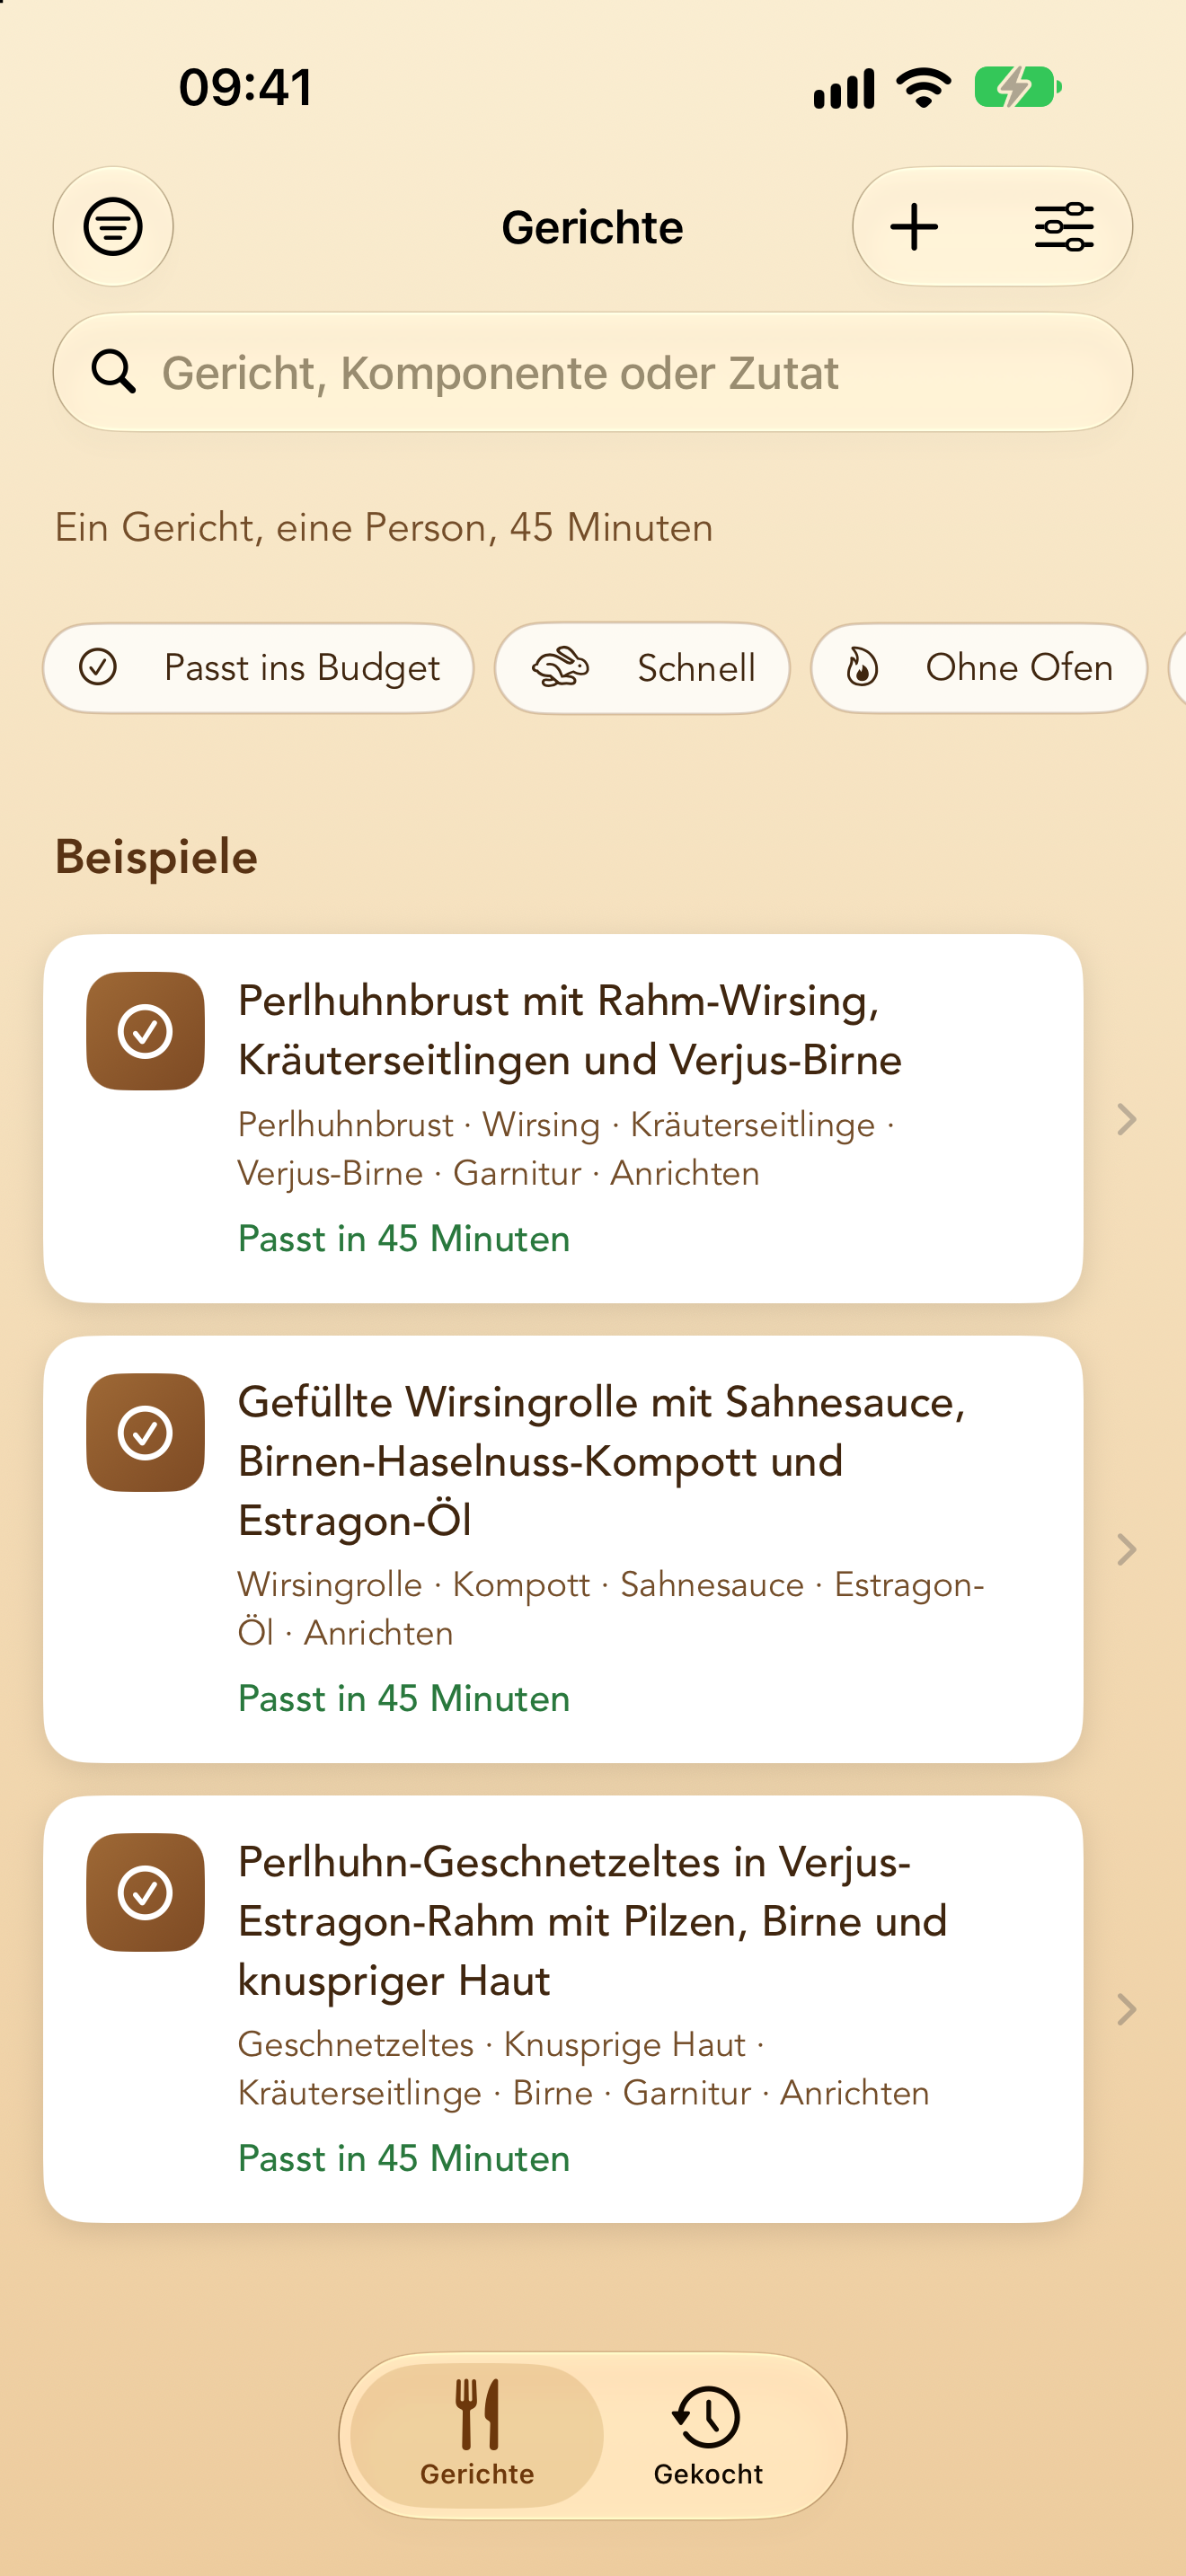 09:41
Gerichte
Gericht, Komponente oder Zutat
Ein Gericht, eine Person, 45 Minuten
Passt ins Budget
Schnell
Ohne Ofen
Beispiele
Perlhuhnbrust mit Rahm-Wirsing,
Kräuterseitlingen und Verjus-Birne
Perlhuhnbrust · Wirsing · Kräuterseitlinge ·
Verjus-Birne · Garnitur · Anrichten
Passt in 45 Minuten
Gefüllte Wirsingrolle mit Sahnesauce,
Birnen-Haselnuss-Kompott und
Estragon-Öl
Wirsingrolle · Kompott · Sahnesauce · Estragon-
Öl · Anrichten
Passt in 45 Minuten
Perlhuhn-Geschnetzeltes in Verjus-
Estragon-Rahm mit Pilzen, Birne und
knuspriger Haut
Geschnetzeltes · Knusprige Haut ·
Kräuterseitlinge · Birne · Garnitur · Anrichten
Passt in 45 Minuten
Gerichte
Gekocht